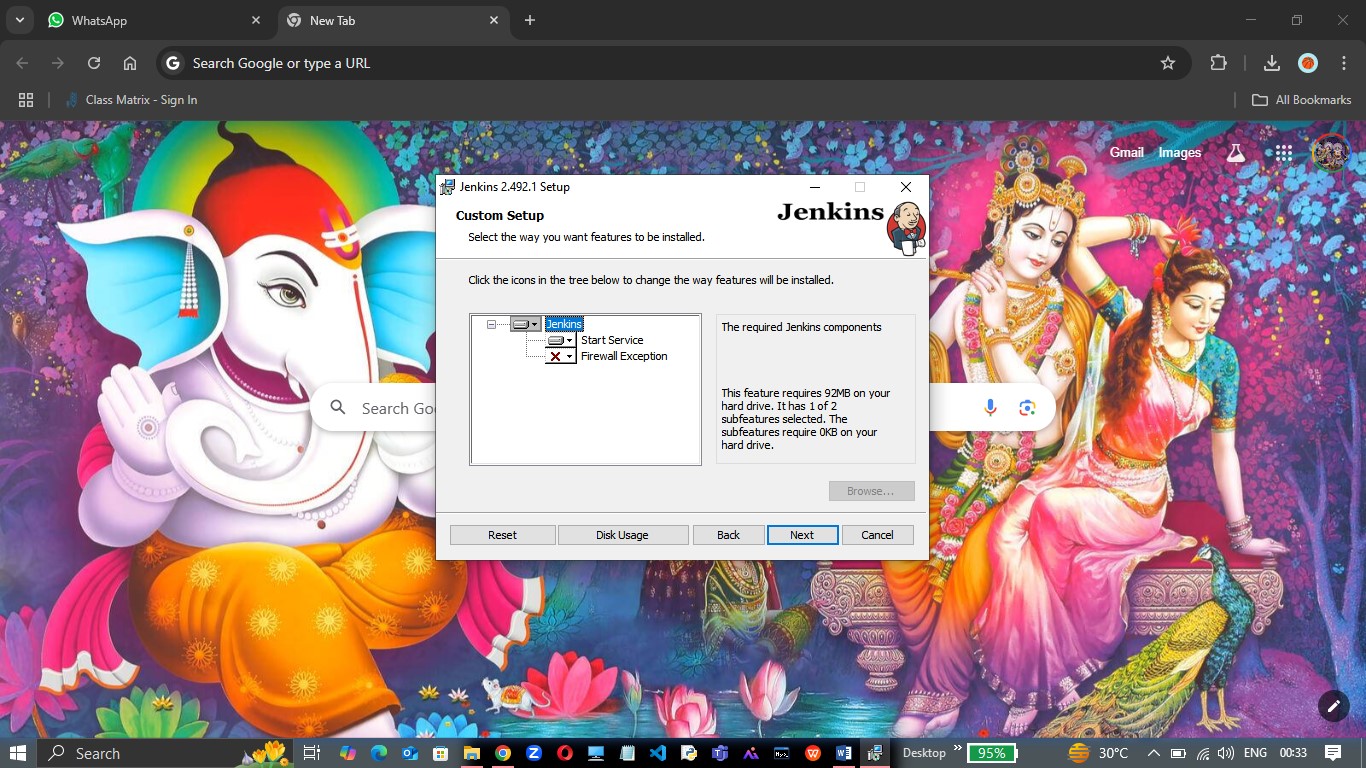 WhatsApp
New Tab
Search Google or type a URL
Class Matrix - Sign In
All Bookmarks
Gmail Images
Jenkins 2.492.1 Setup
Custom Setup
Jenkins
Select the way you want features to be installed.
Click the icons in the tree below to change the way features will be installed.
Jenkins
Start Service
Firewall Exception
The required Jenkins components
This feature requires 92MB on your
hard drive. It has 1 of 2
subfeatures selected. The
subfeatures require 0KB on your
hard drive.
Search Go
Browse...
Reset
Disk Usage
Back
Next
Cancel
Search
Desktop
95%
30°C
ENG
00:33